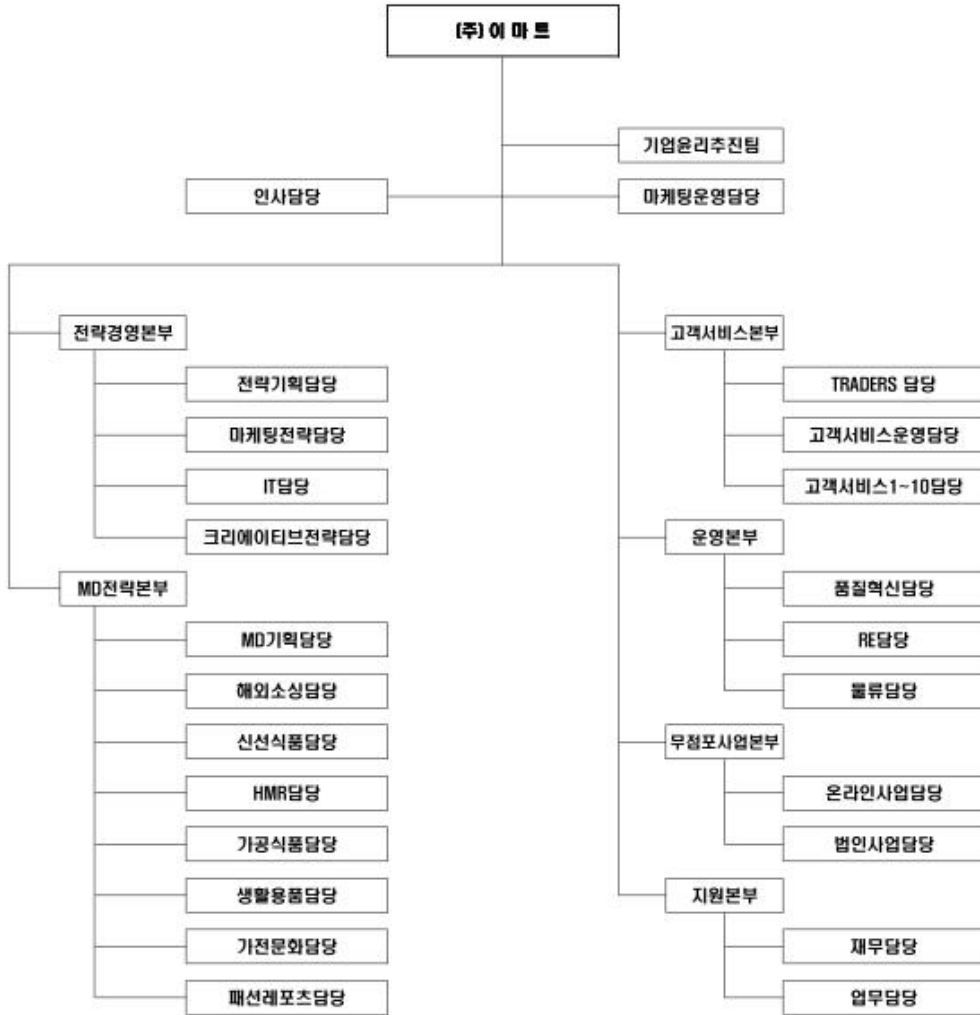 (주) 이 마 트
기업윤리추진팀
인사담당
마케팅운영담당
전략경영본부
전략기획담당
마케팅전략담당
IT담당
크리에이티브전략담당
MD전략본부
MD기획담당
해외소싱담당
신선식품담당
HMR담당
가공식품담당
생활용품담당
가전문화담당
패션레포츠담당
고객서비스본부
TRADERS 담당
고객서비스운영담당
고객서비스1~10담당
운영본부
품질혁신담당
RE담당
물류담당
무점포사업본부
온라인사업담당
법인사업담당
지원본부
재무담당
업무담당